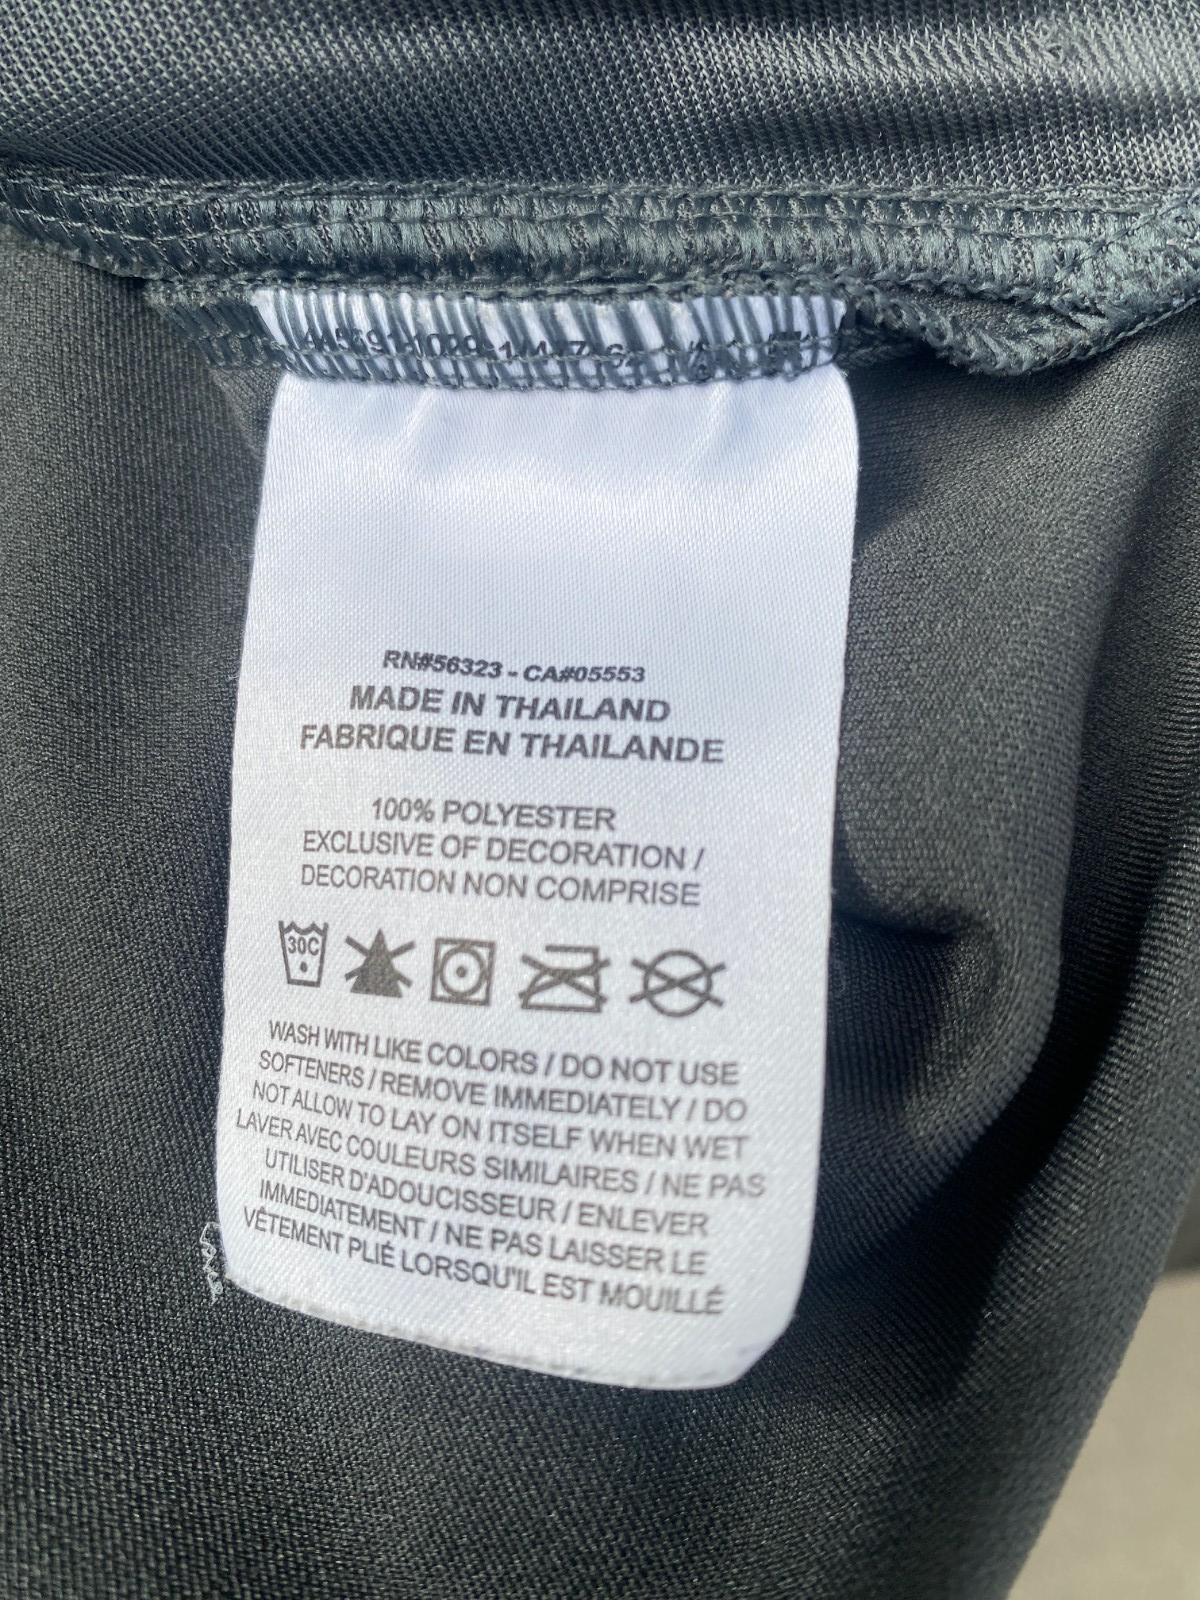 RN#56323 - CA#05553
MADE IN THAILAND
FABRIQUE EN THAILANDE
100% POLYESTER
EXCLUSIVE OF DECORATION /
DECORATION NON COMPRISE
30C
WASH WITH LIKE COLORS / DO NOT USE
SOFTENERS / REMOVE IMMEDIATELY / DO
NOT ALLOW TO LAY ON ITSELF WHEN WET
LAVER AVEC COULEURS SIMILAIRES / NE PAS
UTILISER D'ADOUCISSEUR / ENLEVER
IMMEDIATEMENT / NE PAS LAISSER LE
VÊTEMENT PLIÉ LORSQU'IL EST MOUILLÉ